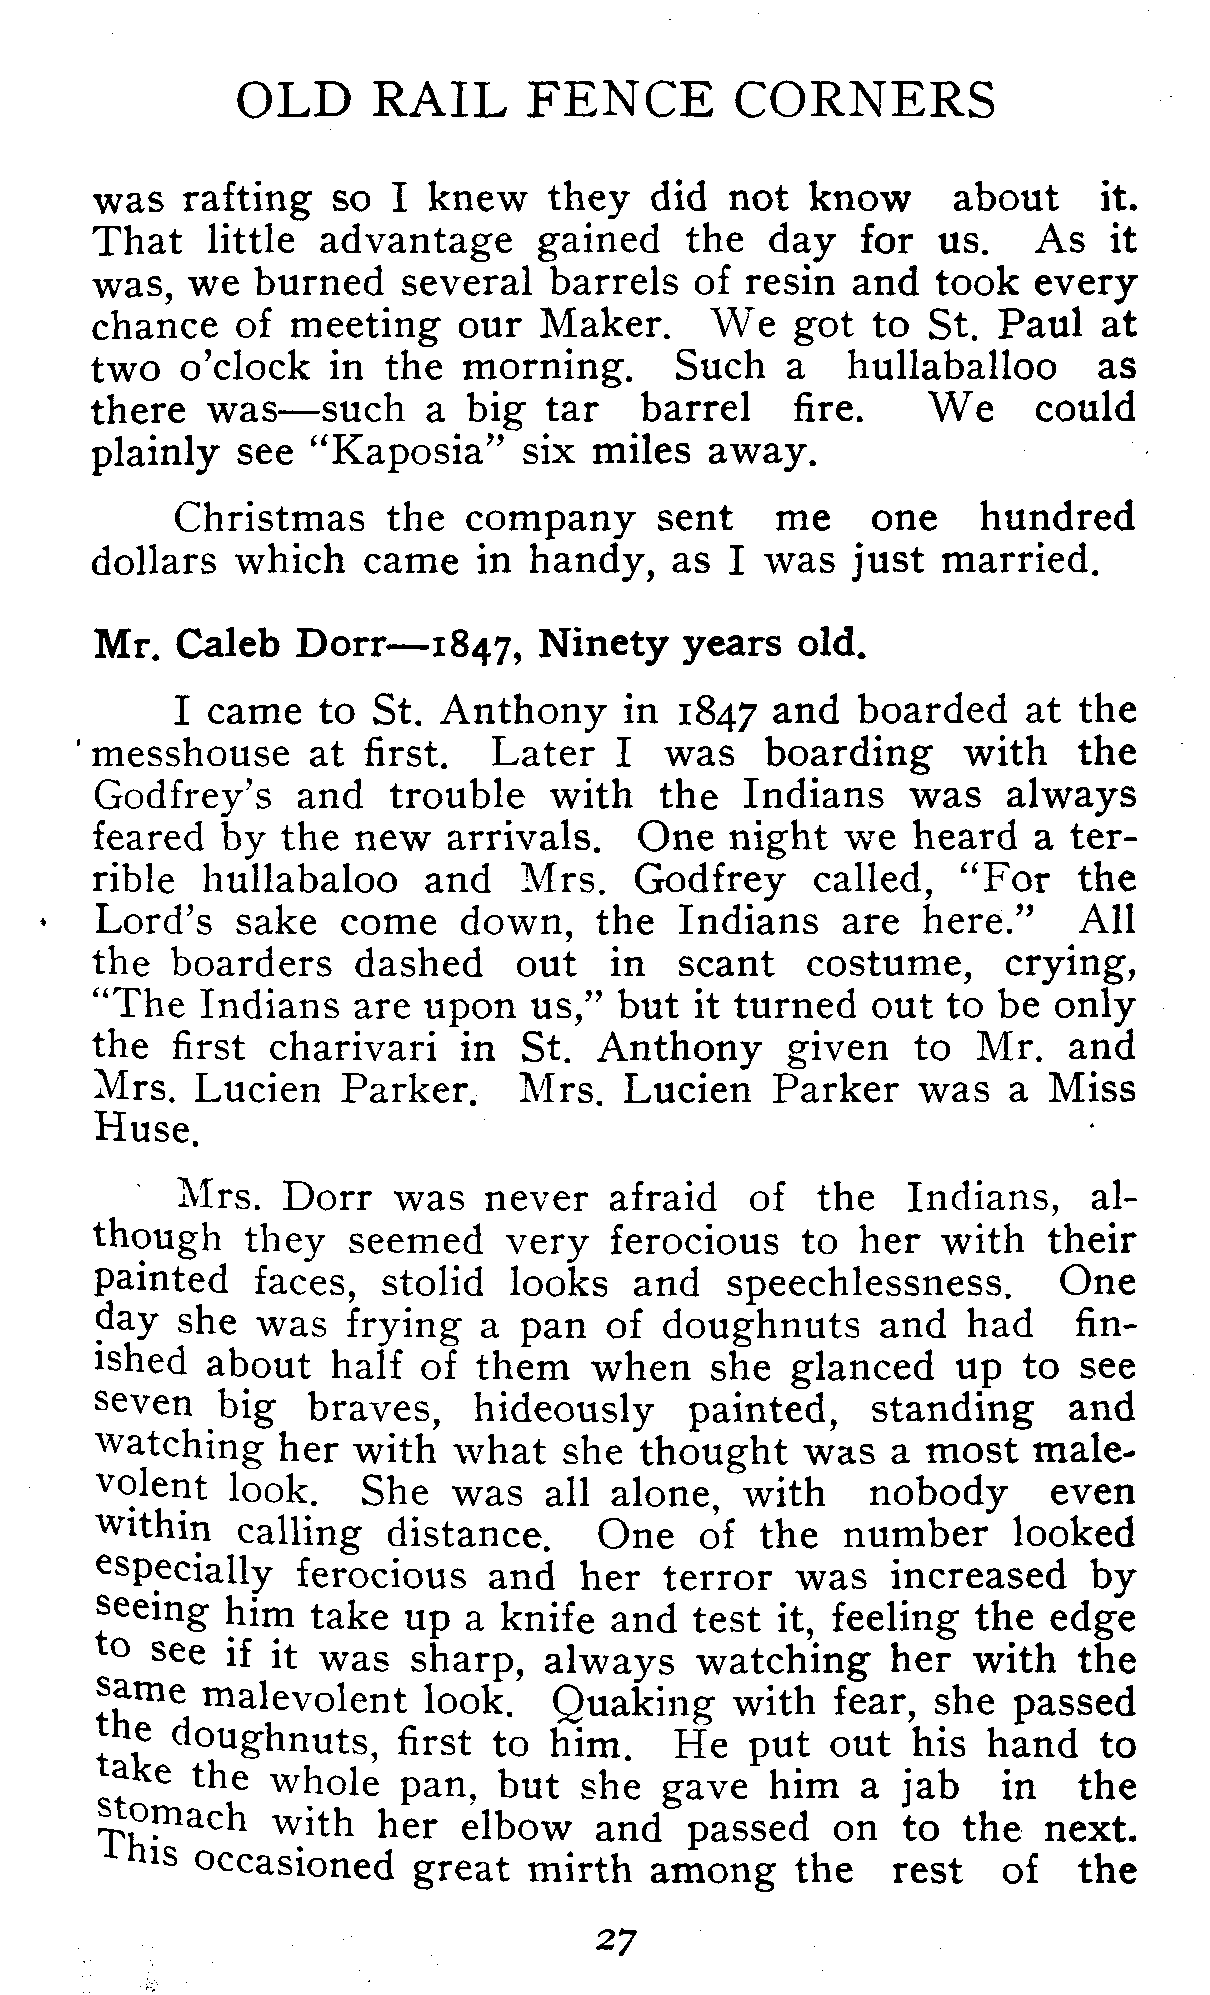 OLD RAIL FENCE CORNERS
was rafting so I knew they did not know about it.
That little advantage gained the day for us. As it
was, we burned several barrels of resin and took every
chance of meeting our Maker. We got to St. Paul at
two o'clock in the morning. Such a hullaballoo as
there was—such a big tar barrel fire. We could
plainly see "Kaposia" six miles away.
Christmas the company sent me one hundred
dollars which came in handy, as I was just married.
Mr. Caleb Dorr—1847, Ninety years old.
I came to St. Anthony in 1847 and boarded at the
messhouse at first. Later I was boarding with the
Godfrey's and trouble with the Indians was always
feared by the new arrivals. One night we heard a ter-
rible hullabaloo and Mrs. Godfrey called, "For the
Lord's sake come down, the Indians are here." All
the boarders dashed out in scant costume, crying,
"The Indians are upon us," but it turned out to be only
the first charivari in St. Anthony given to Mr. and
Mrs. Lucien Parker. Mrs. Lucien Parker was a Miss
Huse.
Mrs. Dorr was never afraid of the Indians, al-
though they seemed very ferocious to her with their
painted faces, stolid looks and speechlessness. One
day she was frying a pan of doughnuts and had fin-
ished about half of them when she glanced up to see
seven big braves, hideously painted, standing and
watching her with what she thought was a most male-
volent look. She was all alone, with nobody even
within calling distance. One of the number looked
especially ferocious and her terror was increased by
seeing him take up a knife and test it, feeling the edge
to see if it was sharp, always watching her with the
same malevolent look. Quaking with fear, she passed
the doughnuts, first to him. He put out his hand to
take the whole pan, but she gave him a jab in the
stomach with her elbow and passed on to the next.
This occasioned great mirth among the rest of the
27